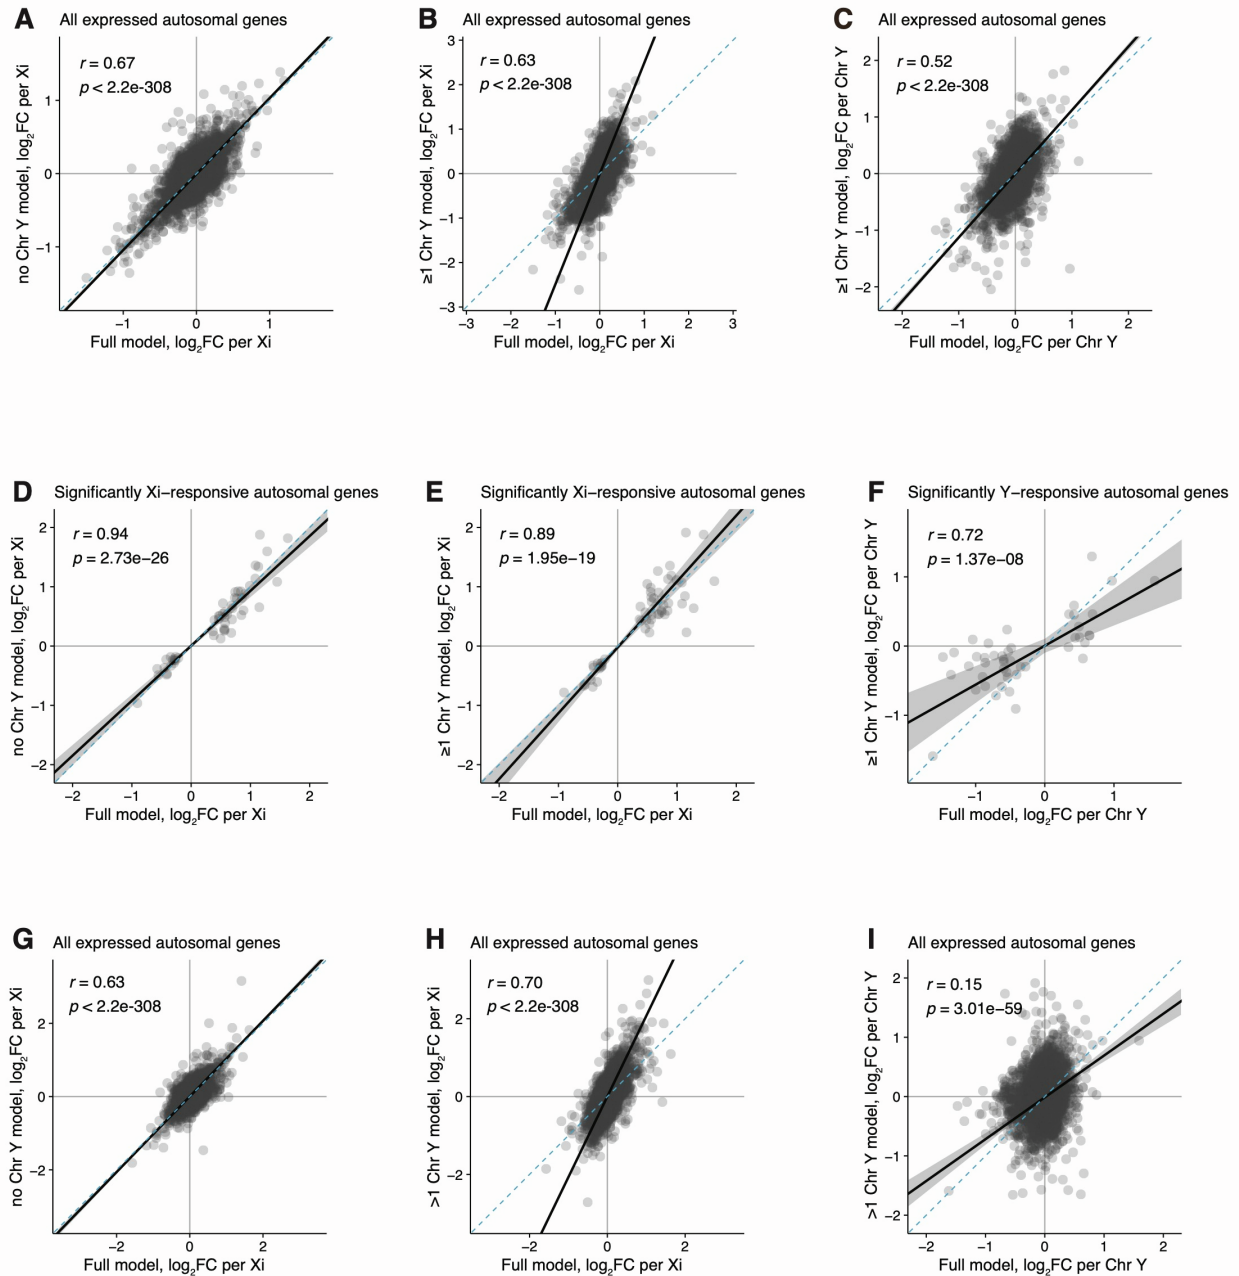 A All expressed autosomal genes
r = 0.67
p < 2.2e-308
no Chr Y model, log2FC per Xi
1
0
−1
−1 0 1
Full model, log2FC per Xi
B All expressed autosomal genes
r = 0.63
p < 2.2e-308
≥1 Chr Y model, log2FC per Xi
3
2
1
0
−1
−2
−3
−3 −2 −1 0 1 2 3
Full model, log2FC per Xi
C All expressed autosomal genes
r = 0.52
p < 2.2e-308
≥1 Chr Y model, log2FC per Chr Y
2
1
0
−1
−2
−2 −1 0 1 2
Full model, log2FC per Chr Y
D Significantly Xi−responsive autosomal genes
r = 0.94
p = 2.73e−26
no Chr Y model, log2FC per Xi
2
1
0
−1
−2
−2 −1 0 1 2
Full model, log2FC per Xi
E Significantly Xi−responsive autosomal genes
r = 0.89
p = 1.95e−19
≥1 Chr Y model, log2FC per Xi
2
1
0
−1
−2
−2 −1 0 1 2
Full model, log2FC per Xi
F Significantly Y−responsive autosomal genes
r = 0.72
p = 1.37e−08
≥1 Chr Y model, log2FC per Chr Y
1
0
−1
−1 0 1
Full model, log2FC per Chr Y
G All expressed autosomal genes
r = 0.63
p < 2.2e-308
no Chr Y model, log2FC per Xi
2
0
−2
−2 0 2
Full model, log2FC per Xi
H All expressed autosomal genes
r = 0.70
p < 2.2e-308
>1 Chr Y model, log2FC per Xi
2
0
−2
−2 0 2
Full model, log2FC per Xi
I All expressed autosomal genes
r = 0.15
p = 3.01e−59
>1 Chr Y model, log2FC per Chr Y
2
1
0
−1
−2
−2 −1 0 1 2
Full model, log2FC per Chr Y